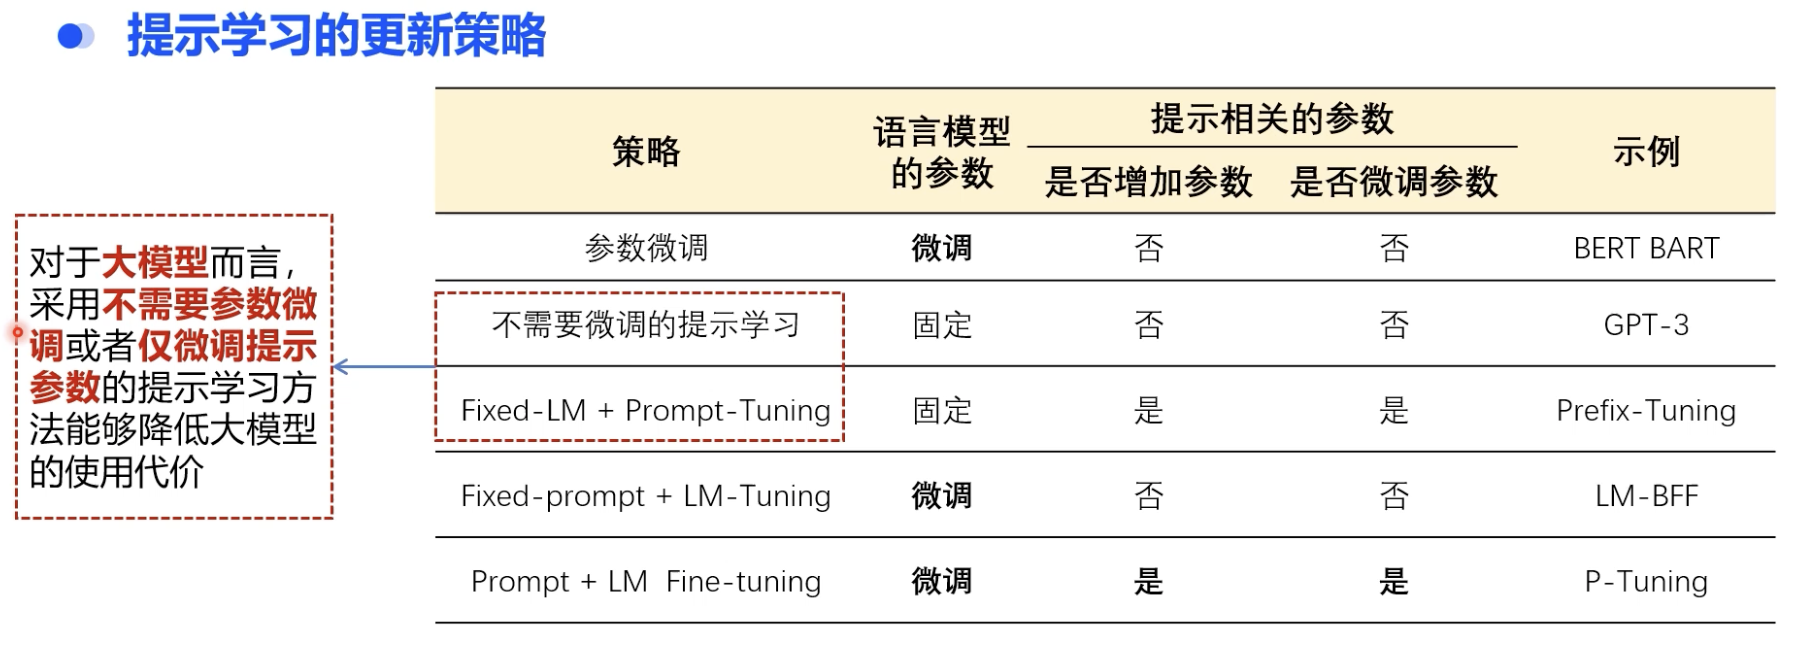 提示学习的更新策略
策略 语言模型的参数 提示相关的参数 示例
是否增加参数 是否微调参数
参数微调 微调 否 否 BERT BART
不需要微调的提示学习 固定 否 否 GPT-3
Fixed-LM + Prompt-Tuning 固定 是 是 Prefix-Tuning
Fixed-prompt + LM-Tuning 微调 否 否 LM-BFF
Prompt + LM Fine-tuning 微调 是 是 P-Tuning
对于大模型而言，
采用不需要参数微
调或者仅微调提示
参数的提示学习方
法能够降低大模型
的使用代价